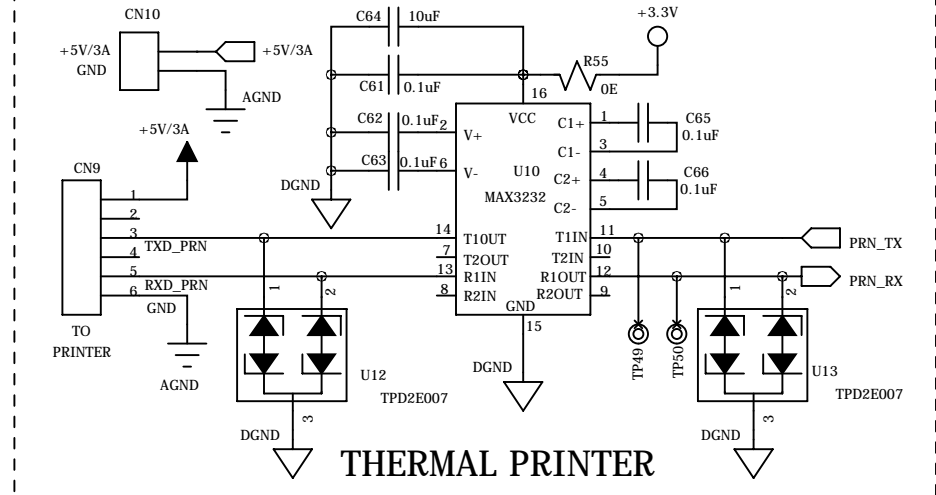 CN10
+5V/3A
GND
+5V/3A
AGND
C64
10uF
C61
0.1uF
C62
0.1uF
C63
0.1uF
DGND
+3.3V
R55
0E
16
VCC
2
V+
6
V-
U10
MAX3232
C1+
1
C1-
3
C2+
4
C2-
5
C65
0.1uF
C66
0.1uF
+5V/3A
CN9
1
2
3
TXD_PRN
4
5
RXD_PRN
6
GND
TO
PRINTER
AGND
14
T1OUT
7
T2OUT
13
R1IN
8
R2IN
T1IN
11
T2IN
10
R1OUT
12
R2OUT
9
GND
15
DGND
PRN_TX
PRN_RX
1
2
U12
TPD2E007
3
DGND
TP49
TP50
1
2
U13
TPD2E007
3
DGND
THERMAL PRINTER